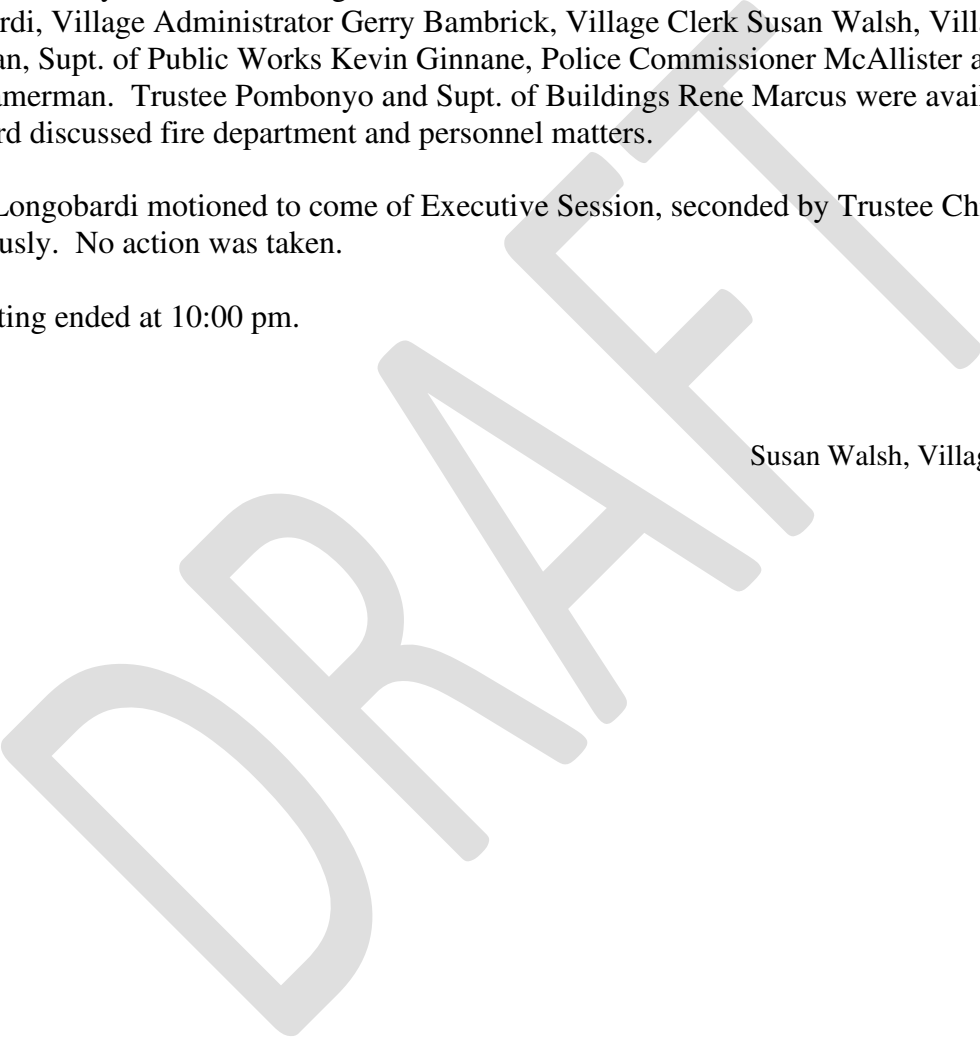 rdi, Village Administrator Gerry Bambrick, Village Clerk Susan Walsh, Vill
an, Supt. of Public Works Kevin Ginnane, Police Commissioner McAllister a
merman. Trustee Pombonyo and Supt. of Buildings Rene Marcus were avail
rd discussed fire department and personnel matters.
Longobardi motioned to come of Executive Session, seconded by Trustee Ch
usly. No action was taken.
ting ended at 10:00 pm.
Susan Walsh, Villag
DRAFT